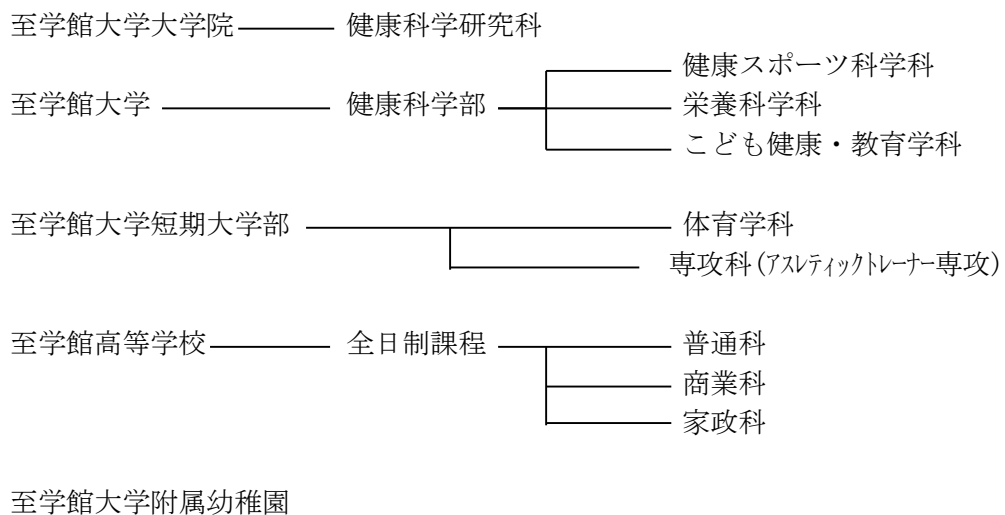 至学館大学大学院 健康科学研究科
健康スポーツ科学科
至学館大学 健康科学部 栄養科学科
こども健康・教育学科
至学館大学短期大学部 体育学科
専攻科(ｱｽﾚﾃｨｯｸﾄﾚｰﾅｰ専攻)
至学館高等学校 全日制課程 普通科
商業科
家政科
至学館大学附属幼稚園